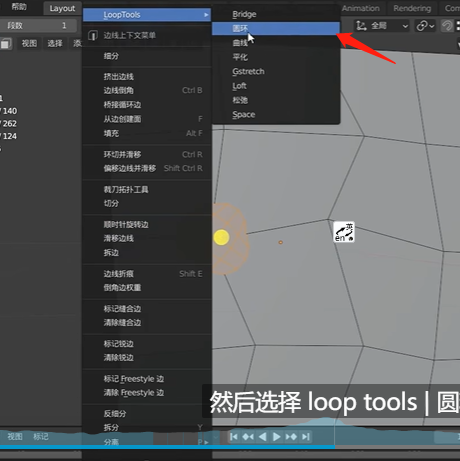 帮助
Layout
Animation
Rendering
段数 1
全局
视图 选择
LoopTools
边线上下文菜单
细分
挤出边线
边线倒角 Ctrl B
桥接循环边
从边创建面 F
填充 Alt F
环切并滑移 Ctrl R
偏移边线并滑移 Shift Ctrl R
裁刀拓扑工具
切分
顺时针旋转边
滑移边线
拆边
边线折痕 Shift E
倒角边权重
标记缝合边
清除缝合边
标记锐边
清除锐边
标记 Freestyle 边
清除 Freestyle 边
反细分
拆分 Y
分离 P
Bridge
圆环
曲线
平化
Gstretch
Loft
松弛
Space
1
140
262
124
英
en
然后选择 loop tools | 圆
视图 标记